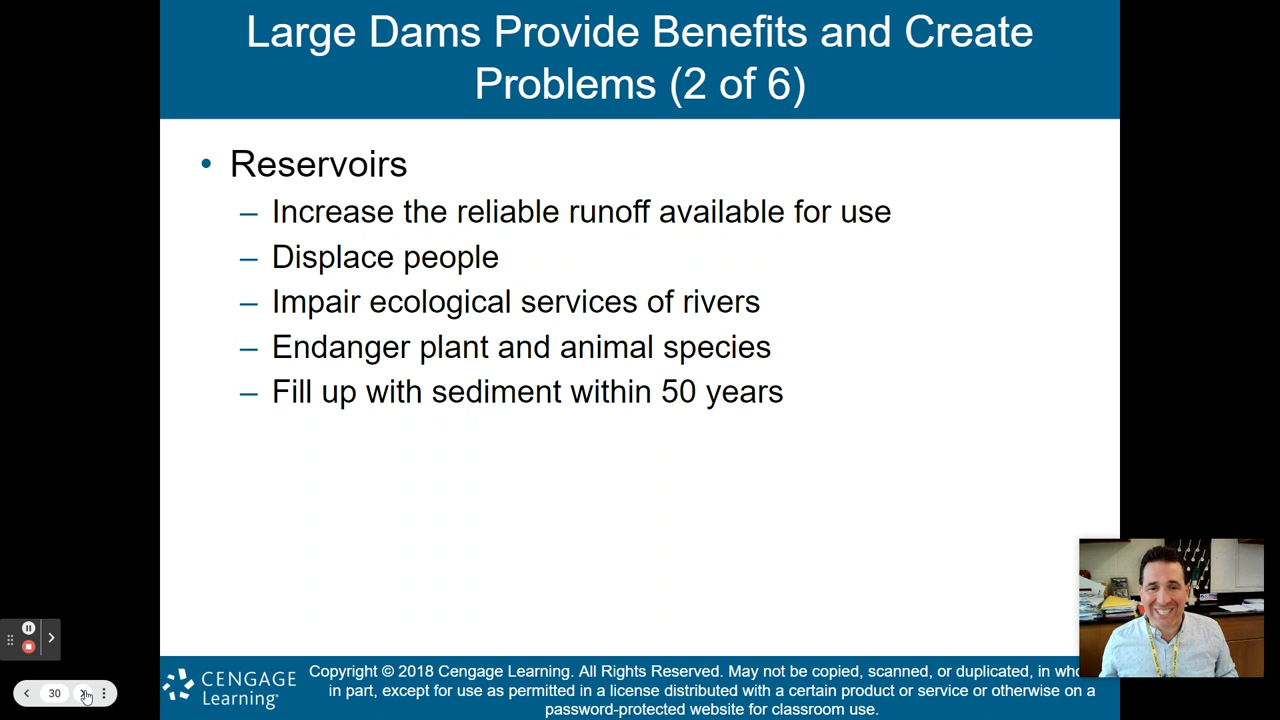 Large Dams Provide Benefits and Create
Problems (2 of 6)
• Reservoirs
– Increase the reliable runoff available for use
– Displace people
– Impair ecological services of rivers
– Endanger plant and animal species
– Fill up with sediment within 50 years
30
CENGAGE
Learning®
Copyright © 2018 Cengage Learning. All Rights Reserved. May not be copied, scanned, or duplicated, in
in part, except for use as permitted in a license distributed with a certain product or service or otherwise on a
password-protected website for classroom use.